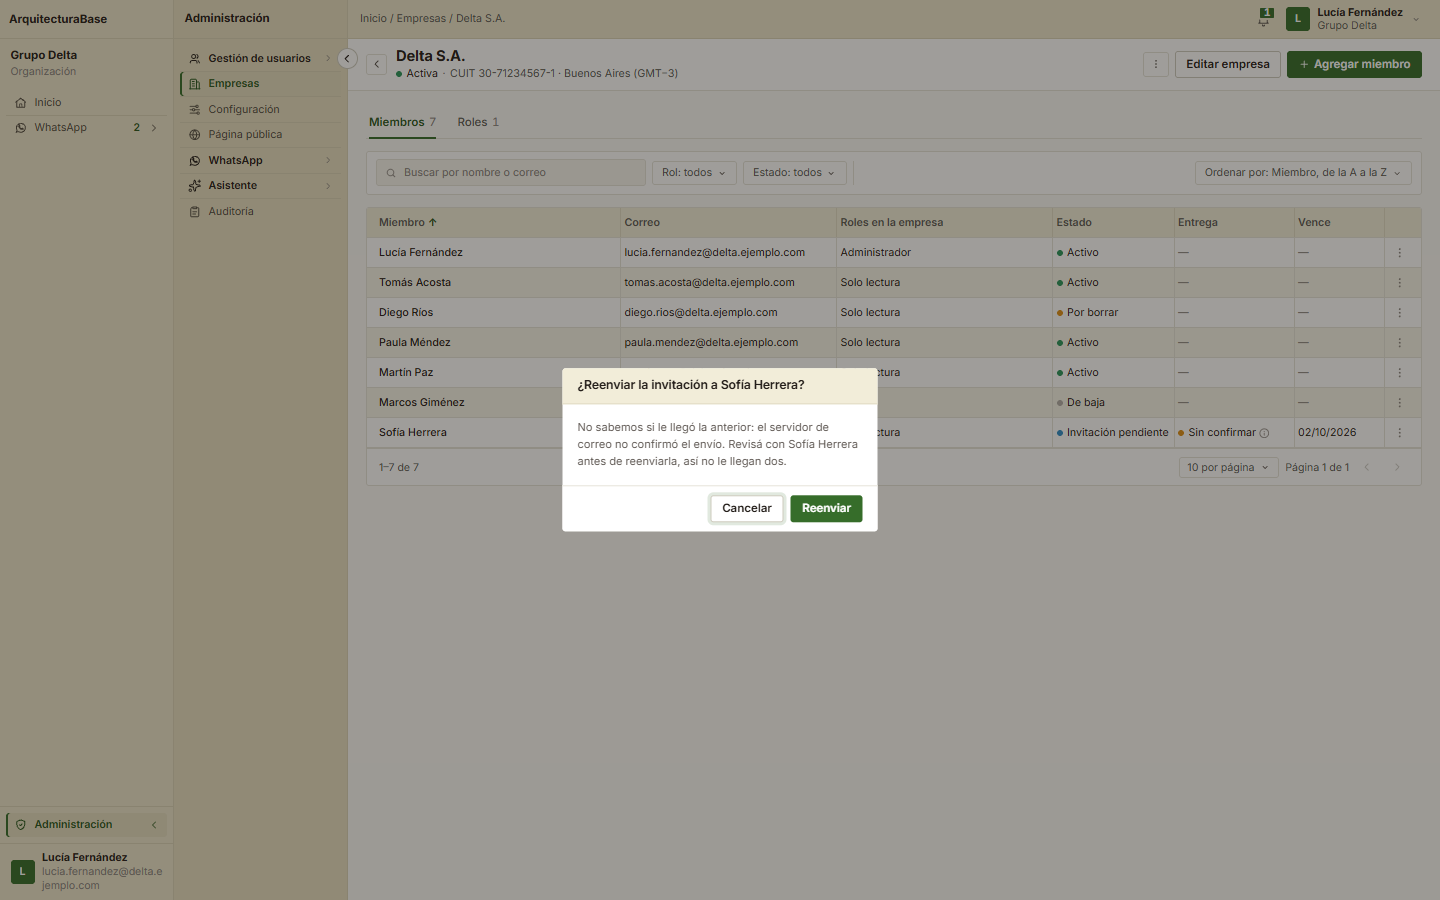 ArquitecturaBase
Grupo Delta
Organización
Inicio
WhatsApp 2
Administración
Lucía Fernández
lucia.fernandez@delta.e
jemplo.com
Administración
Gestión de usuarios
Empresas
Configuración
Página pública
WhatsApp
Asistente
Auditoría
Inicio / Empresas / Delta S.A.
1
L
Lucía Fernández
Grupo Delta
Delta S.A.
Activa · CUIT 30-71234567-1 · Buenos Aires (GMT−3)
Editar empresa
+ Agregar miembro
Miembros 7 Roles 1
Buscar por nombre o correo
Rol: todos
Estado: todos
Ordenar por: Miembro, de la A a la Z
Miembro ↑ Correo Roles en la empresa Estado Entrega Vence
Lucía Fernández lucia.fernandez@delta.ejemplo.com Administrador Activo — —
Tomás Acosta tomas.acosta@delta.ejemplo.com Solo lectura Activo — —
Diego Ríos diego.rios@delta.ejemplo.com Solo lectura Por borrar — —
Paula Méndez paula.mendez@delta.ejemplo.com Solo lectura Activo — —
Martín Paz ctura Activo — —
Marcos Giménez De baja — —
Sofía Herrera ctura Invitación pendiente Sin confirmar 02/10/2026
1–7 de 7
10 por página
Página 1 de 1
¿Reenviar la invitación a Sofía Herrera?
No sabemos si le llegó la anterior: el servidor de
correo no confirmó el envío. Revisá con Sofía Herrera
antes de reenviarla, así no le llegan dos.
Cancelar
Reenviar
L